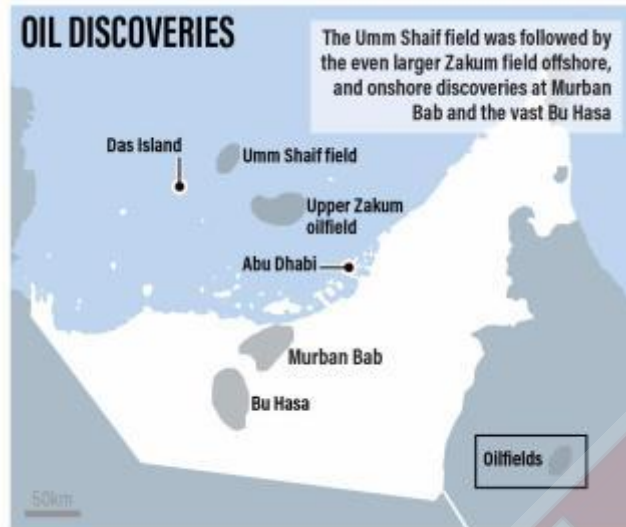 OIL DISCOVERIES
The Umm Shaif field was followed by
the even larger Zakum field offshore,
and onshore discoveries at Murban
Bab and the vast Bu Hasa
Das Island
Umm Shaif field
Upper Zakum
oilfield
Abu Dhabi
Murban Bab
Bu Hasa
Oilfields
50km